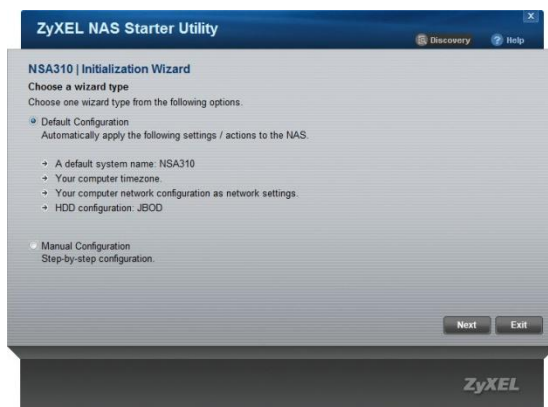 ZyXEL NAS Starter Utility
X
Discovery
? Help
NSA310 | Initialization Wizard
Choose a wizard type
Choose one wizard type from the following options.
Default Configuration
Automatically apply the following settings / actions to the NAS.
A default system name: NSA310
Your computer timezone.
Your computer network configuration as network settings.
HDD configuration: JBOD
Manual Configuration
Step-by-step configuration.
Next
Exit
ZyXEL